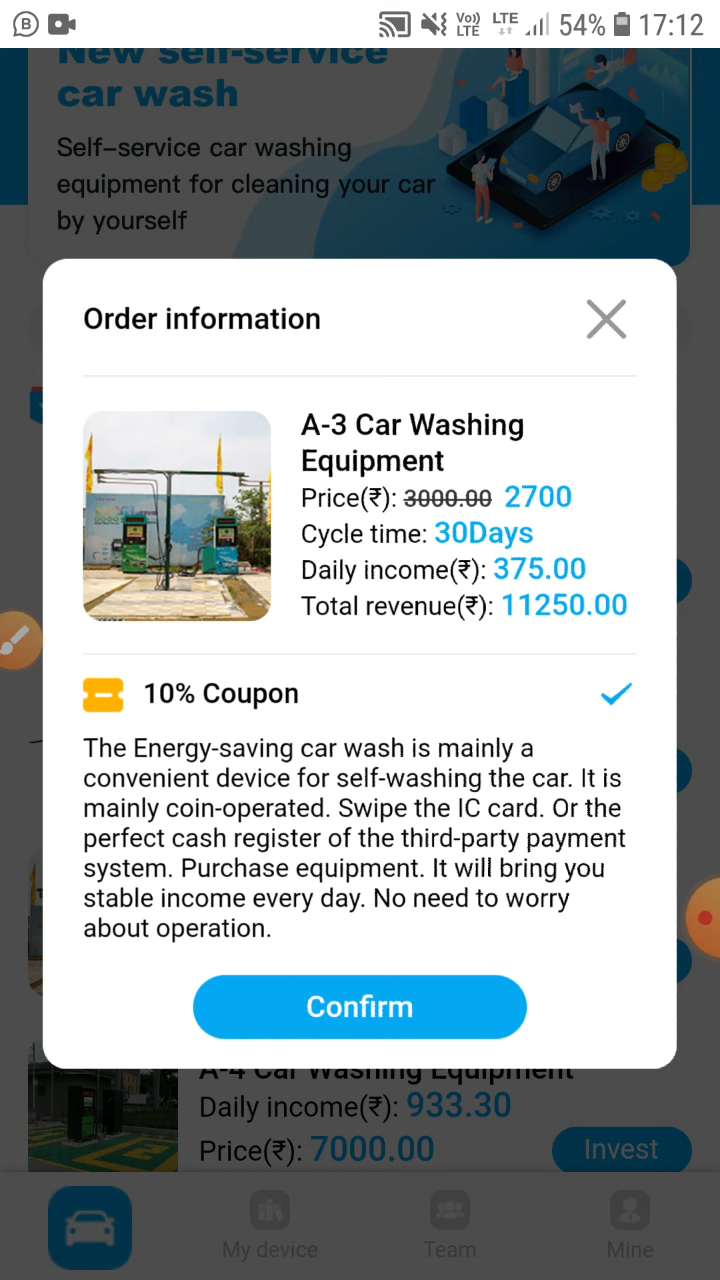 B
Vo))
LTE
LTE
54%
17:12
New self-service
car wash
Self-service car washing
equipment for cleaning your car
by yourself
Order information
A-3 Car Washing
Equipment
Price(₹): 3000.00 2700
Cycle time: 30Days
Daily income(₹): 375.00
Total revenue(₹): 11250.00
10% Coupon
The Energy-saving car wash is mainly a
convenient device for self-washing the car. It is
mainly coin-operated. Swipe the IC card. Or the
perfect cash register of the third-party payment
system. Purchase equipment. It will bring you
stable income every day. No need to worry
about operation.
Confirm
A-4 Car Washing Equipment
Daily income(₹): 933.30
Price(₹): 7000.00
Invest
My device
Team
Mine